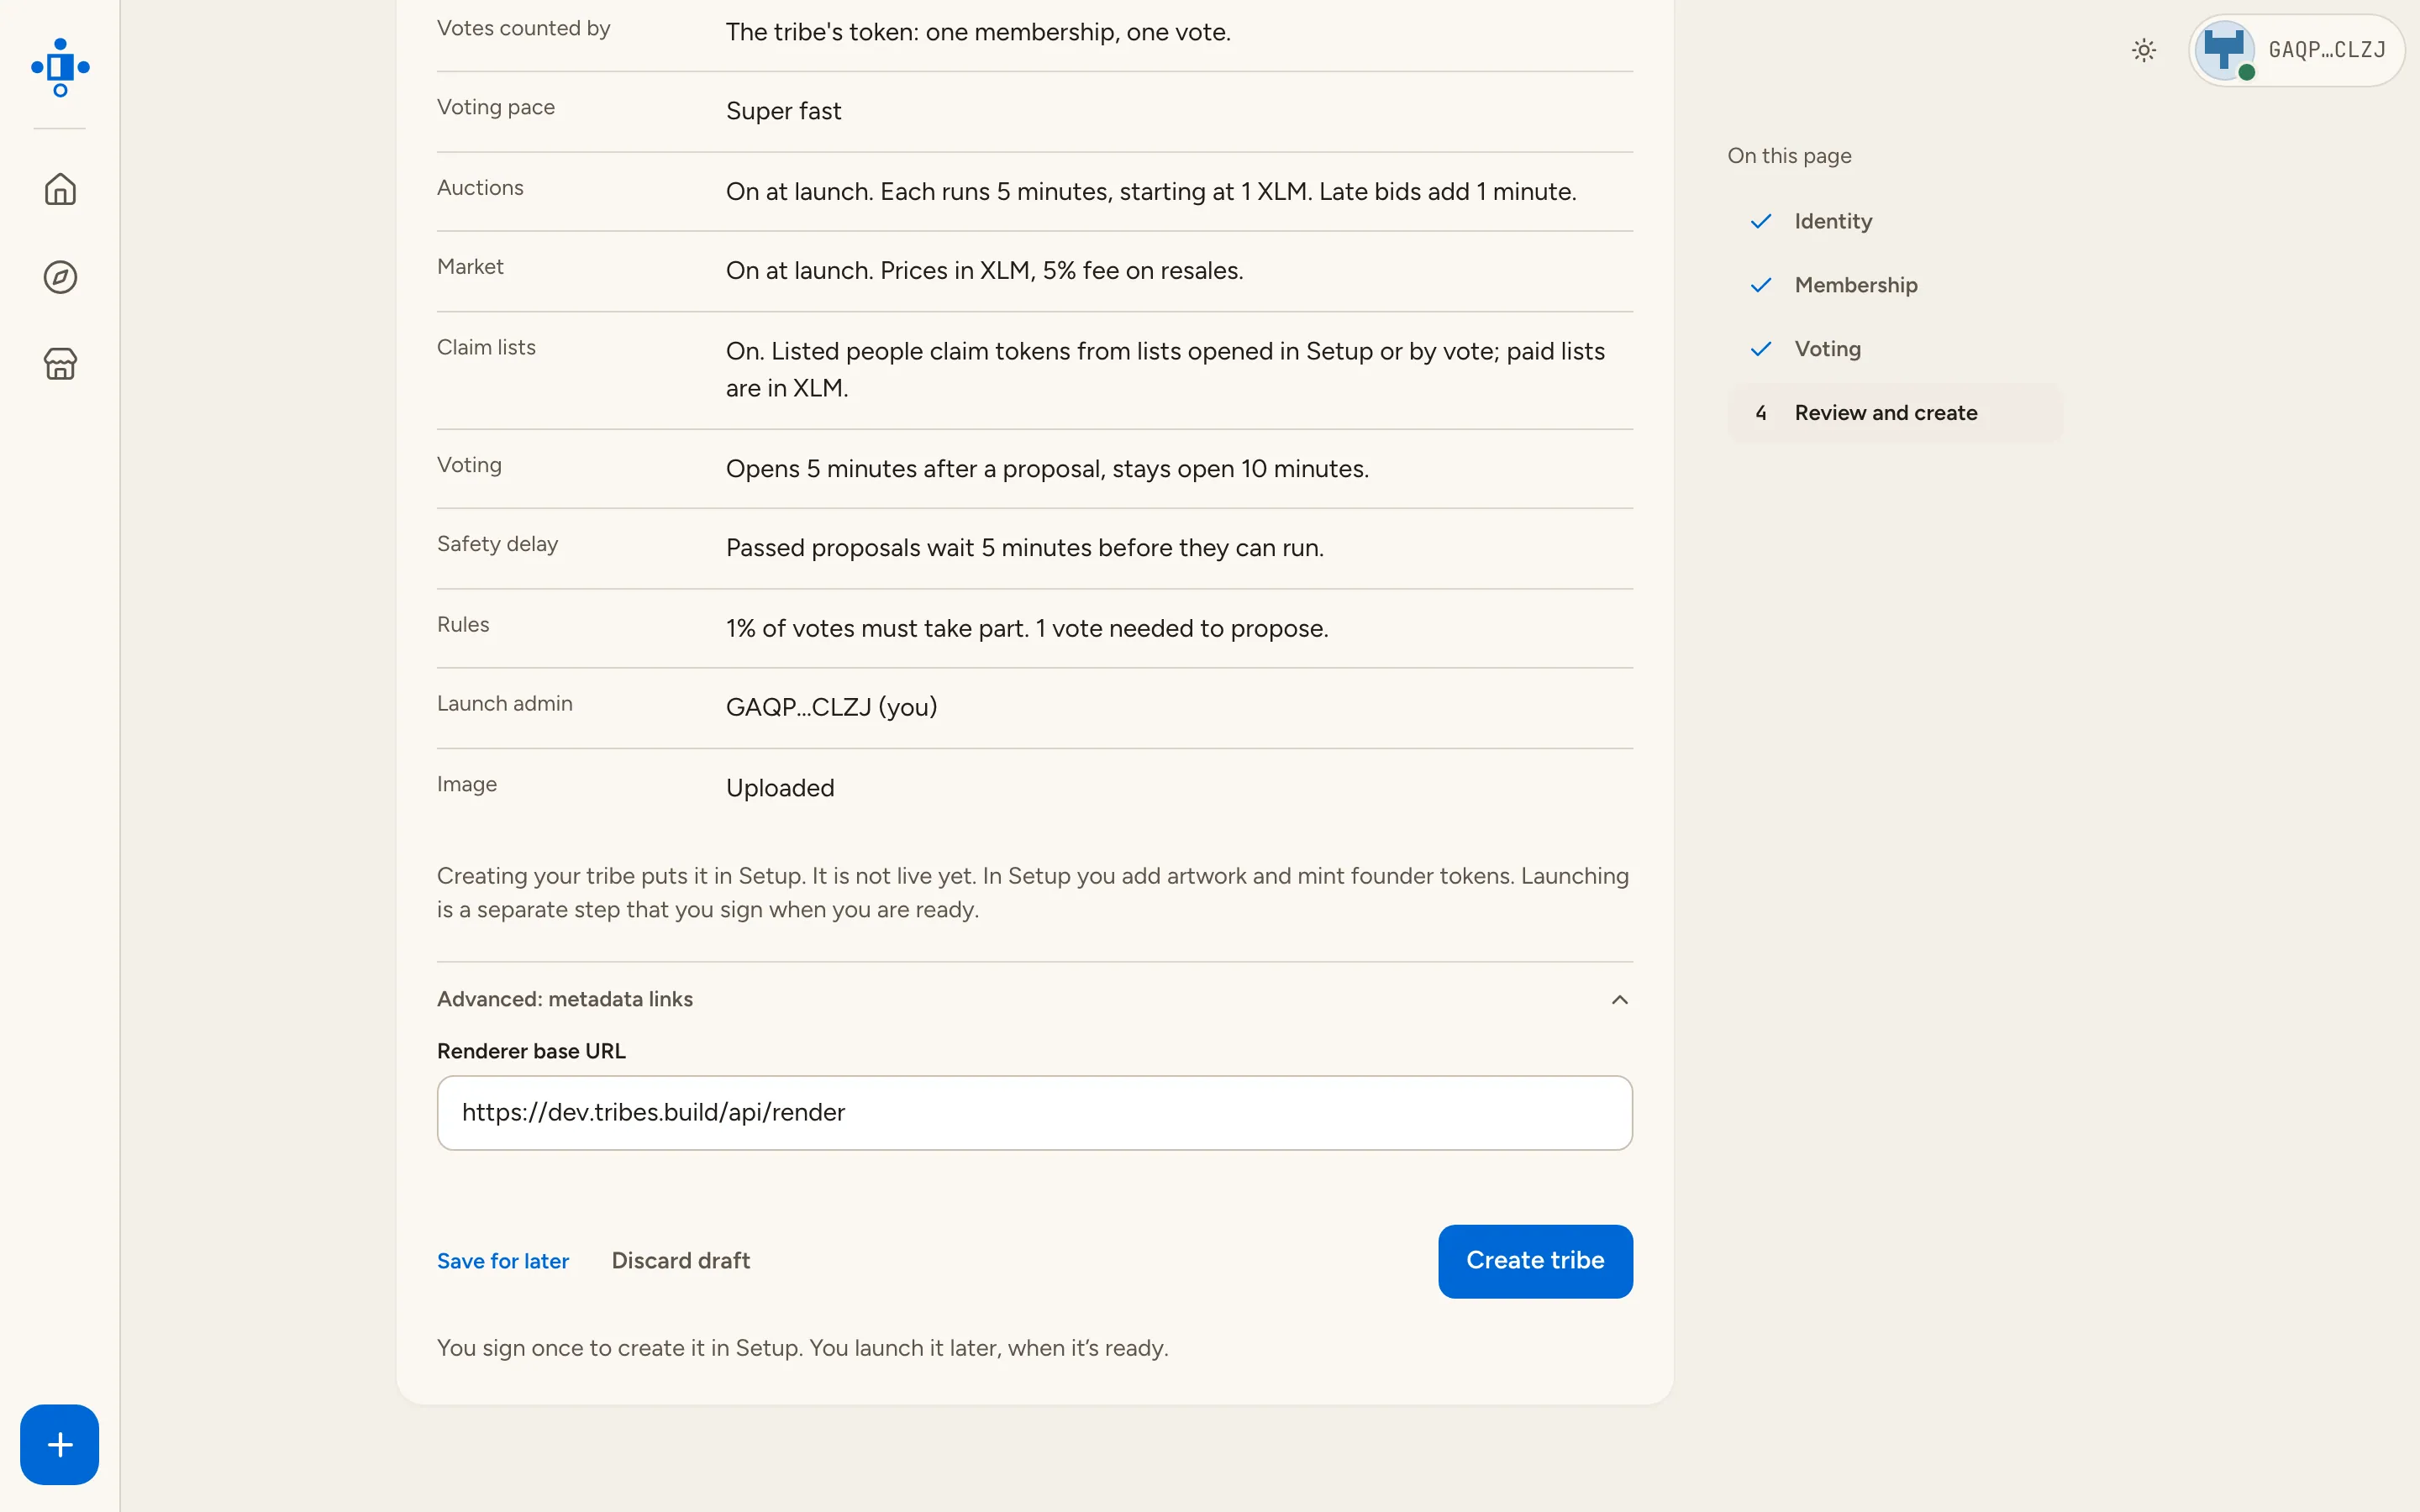 Votes counted by
The tribe's token: one membership, one vote.
Voting pace
Super fast
Auctions
On at launch. Each runs 5 minutes, starting at 1 XLM. Late bids add 1 minute.
Market
On at launch. Prices in XLM, 5% fee on resales.
Claim lists
On. Listed people claim tokens from lists opened in Setup or by vote; paid lists
are in XLM.
Voting
Opens 5 minutes after a proposal, stays open 10 minutes.
Safety delay
Passed proposals wait 5 minutes before they can run.
Rules
1% of votes must take part. 1 vote needed to propose.
Launch admin
GAQP...CLZJ (you)
Image
Uploaded
Creating your tribe puts it in Setup. It is not live yet. In Setup you add artwork and mint founder tokens. Launching
is a separate step that you sign when you are ready.
Advanced: metadata links
Renderer base URL
https://dev.tribes.build/api/render
Save for later
Discard draft
Create tribe
You sign once to create it in Setup. You launch it later, when it’s ready.
GAQP…CLZJ
On this page
Identity
Membership
Voting
4 Review and create